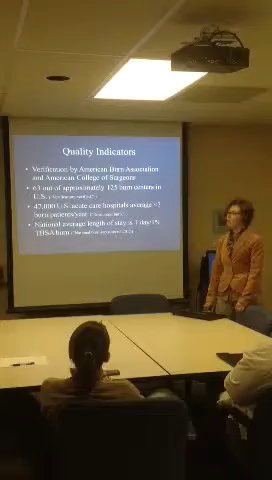 Quality Indicators
• Verification by American Burn Association
and American College of Surgeons
• 63 out of approximately 125 burn centers in
U.S.
U.S. acute care hospitals average <3
burn patients/year.
• National average length of stay is 1 day/1%
TBSA burn